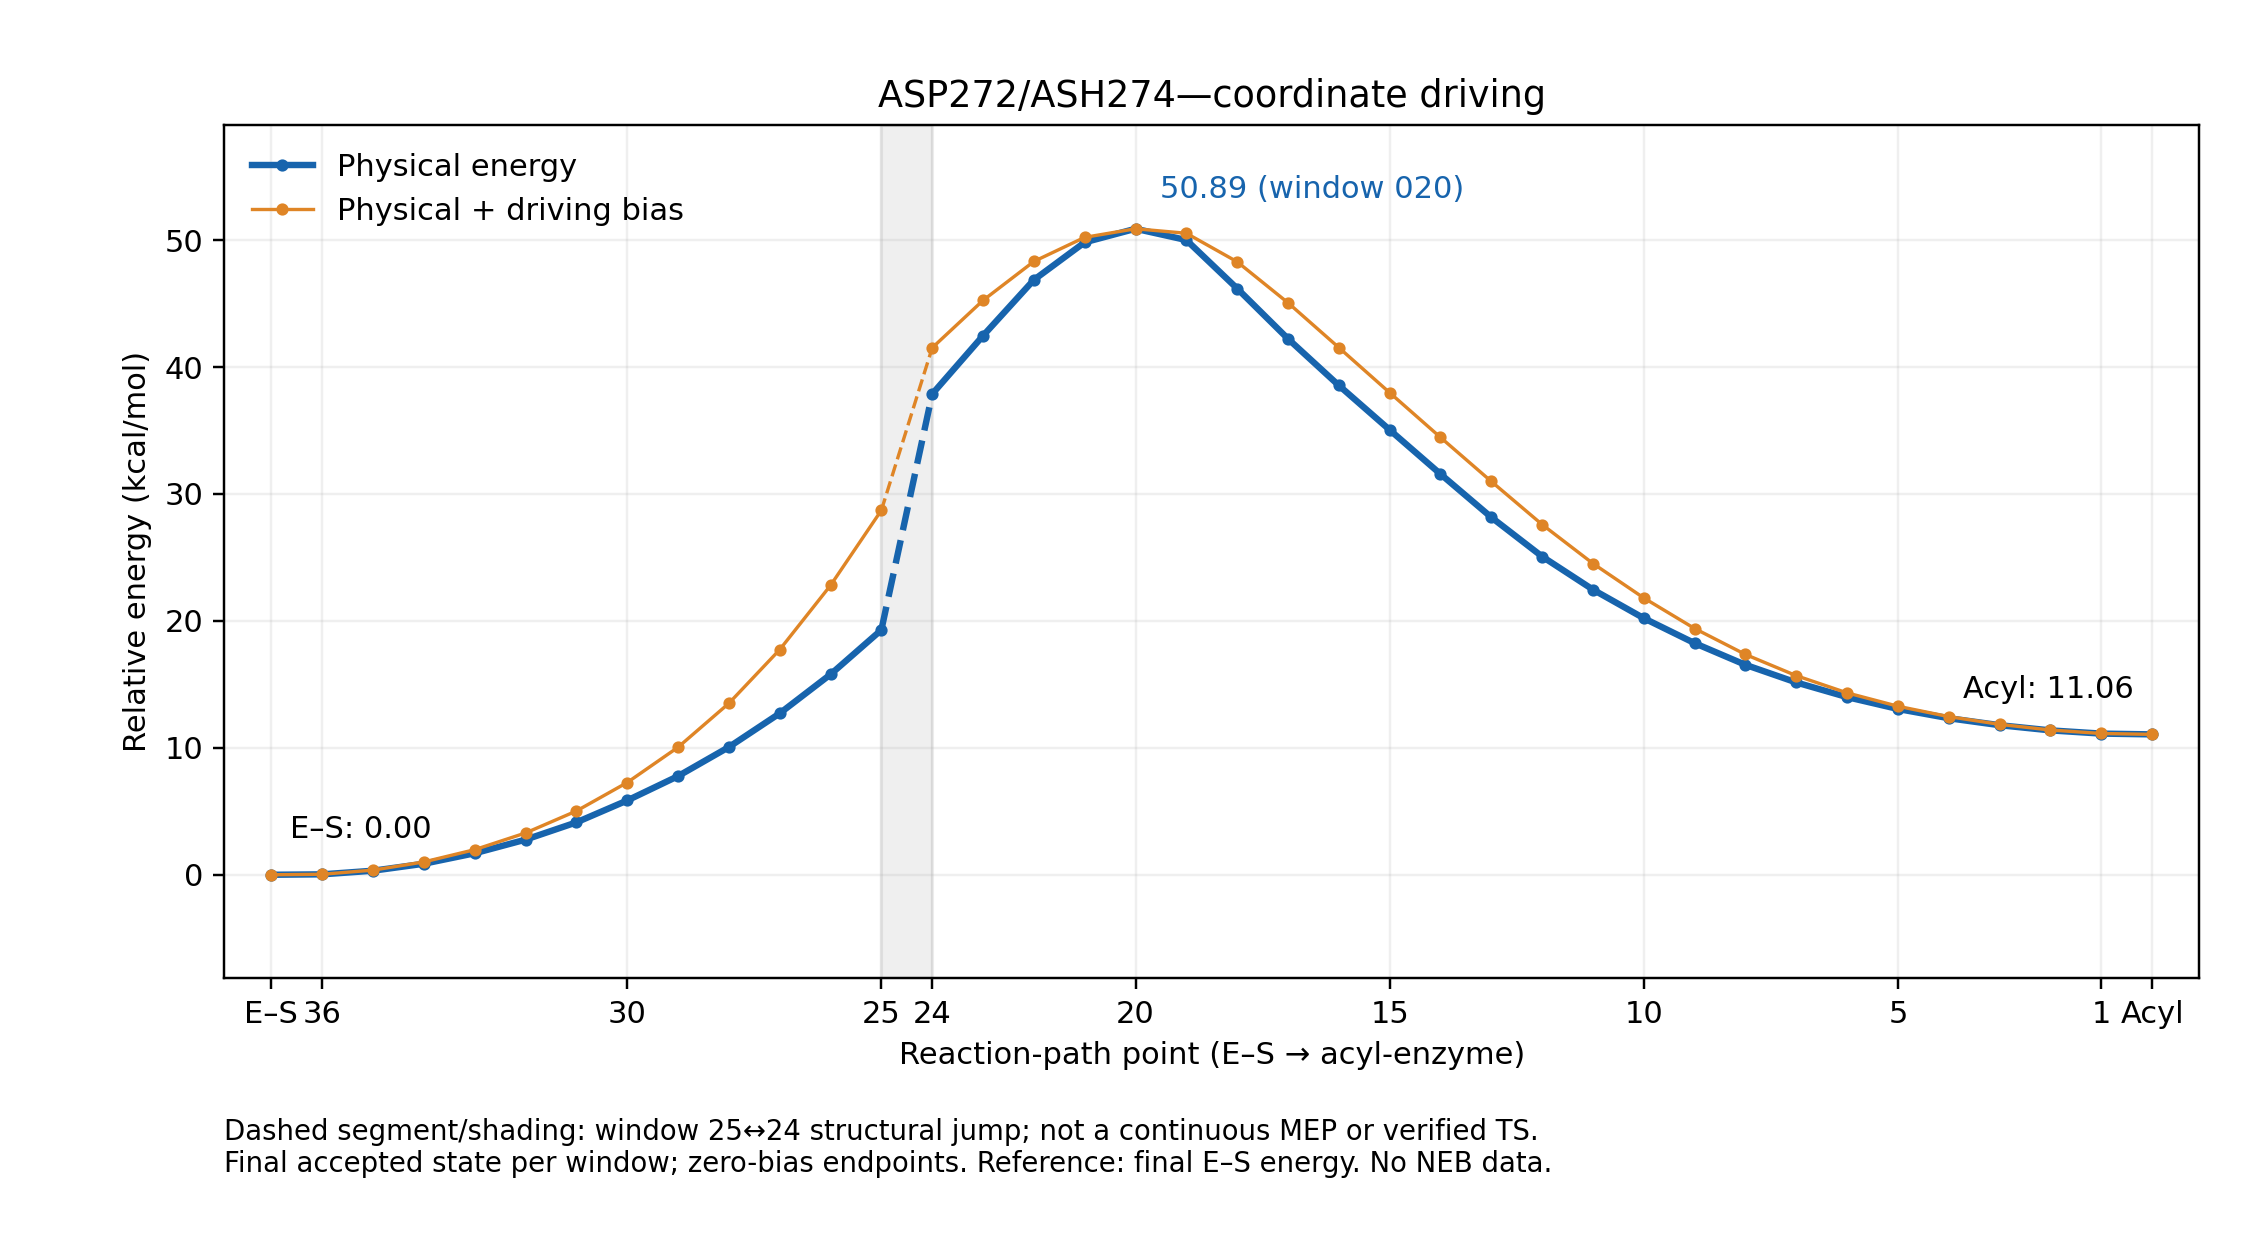 ASP272/ASH274—coordinate driving
Physical energy
Physical + driving bias
50.89 (window 020)
Relative energy (kcal/mol)
50
40
30
20
10
0
E–S: 0.00
Acyl: 11.06
E–S 36 30 25 24 20 15 10 5 1 Acyl
Reaction-path point (E–S → acyl-enzyme)
Dashed segment/shading: window 25↔24 structural jump; not a continuous MEP or verified TS.
Final accepted state per window; zero-bias endpoints. Reference: final E–S energy. No NEB data.